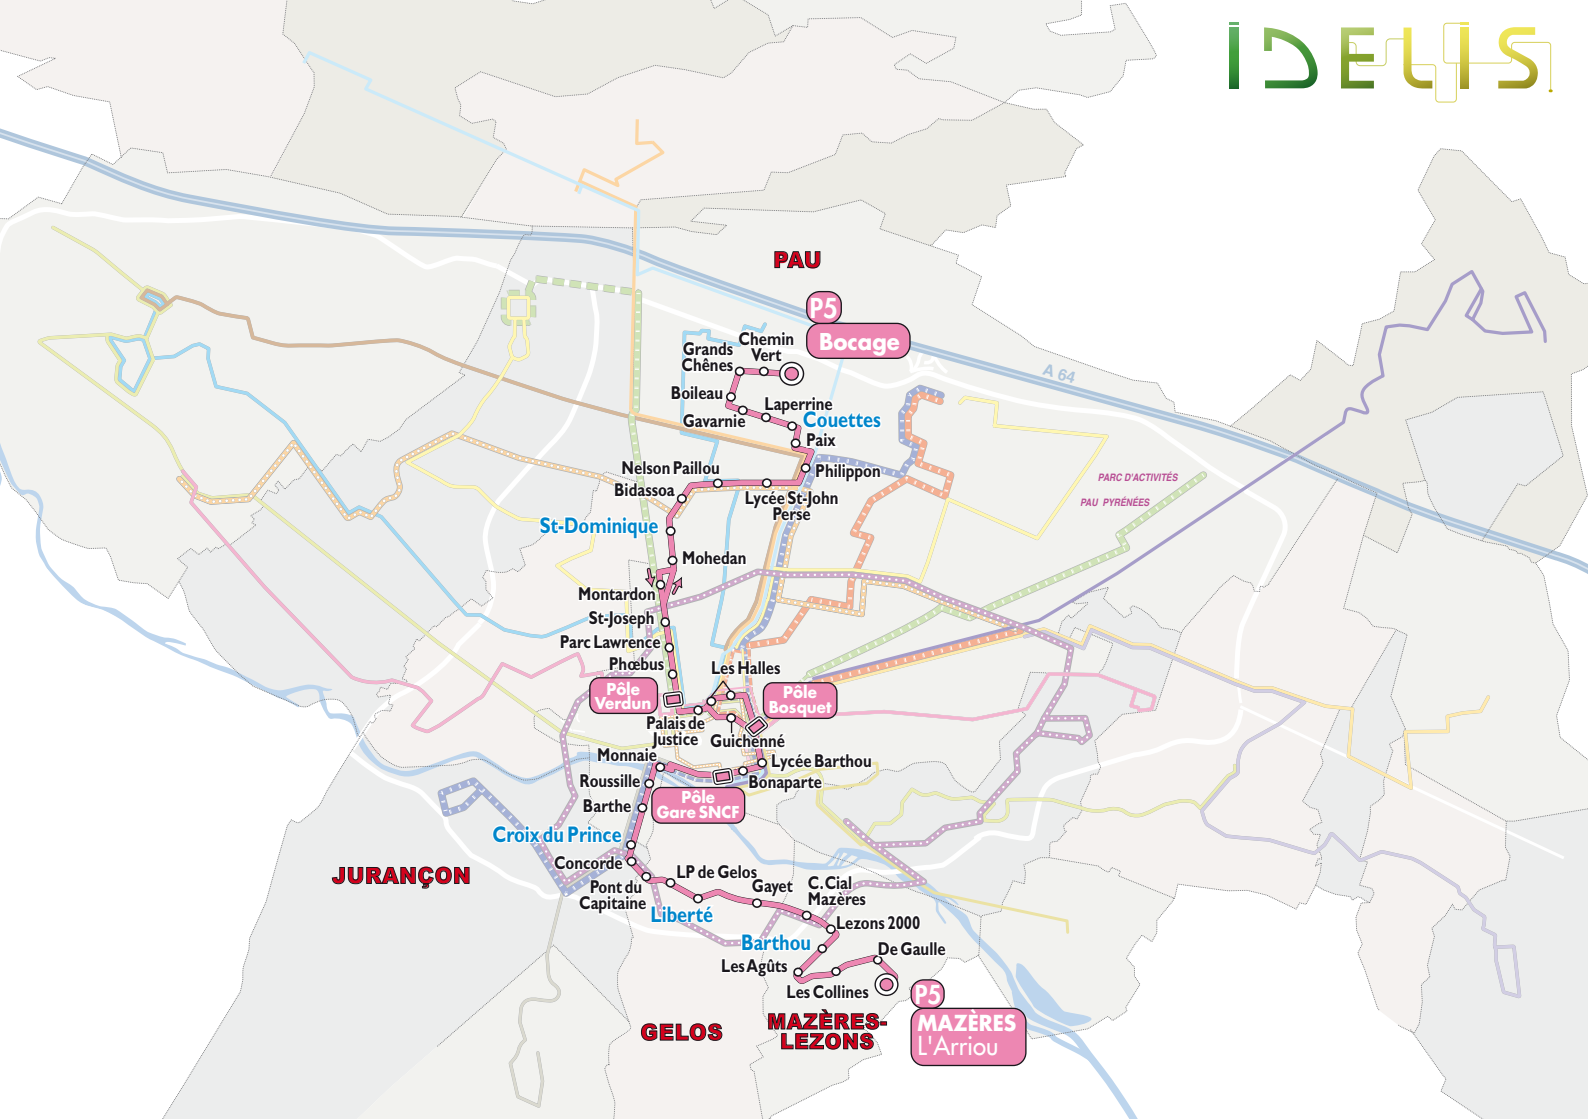 IDELIS
PAU
P5
Bocage
Chemin
Vert
Grands
Chênes
A 64
Boileau
Laperrine
Gavarnie
Couettes
Paix
Nelson Paillou
Philippon
PARC D'ACTIVITÉS
PAU PYRÉNÉES
Bidassoa
Lycée St-John
Perse
St-Dominique
Mohedan
Montardon
St-Joseph
Parc Lawrence
Phœbus
Les Halles
Pôle
Verdun
Pôle
Bosquet
Palais de
Justice
Guichenné
Monnaie
Lycée Barthou
Roussille
Bonaparte
Barthe
Pôle
Gare SNCF
Croix du Prince
Concorde
JURANÇON
LP de Gelos
Pont du
Capitaine
Gayet
C. Cial
Mazères
Liberté
Lezons 2000
Barthou
De Gaulle
Les Agûts
Les Collines
P5
MAZÈRES
L'Arriou
GELOS
MAZÈRES-
LEZONS